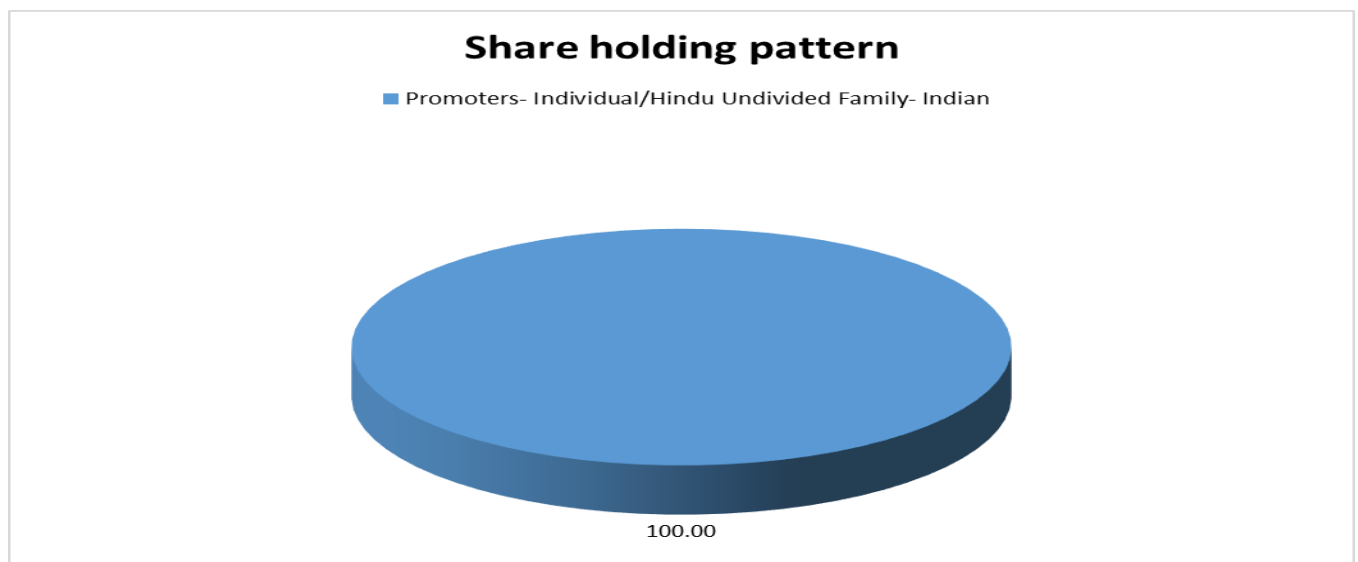 Share holding pattern
Promoters- Individual/Hindu Undivided Family- Indian
100.00